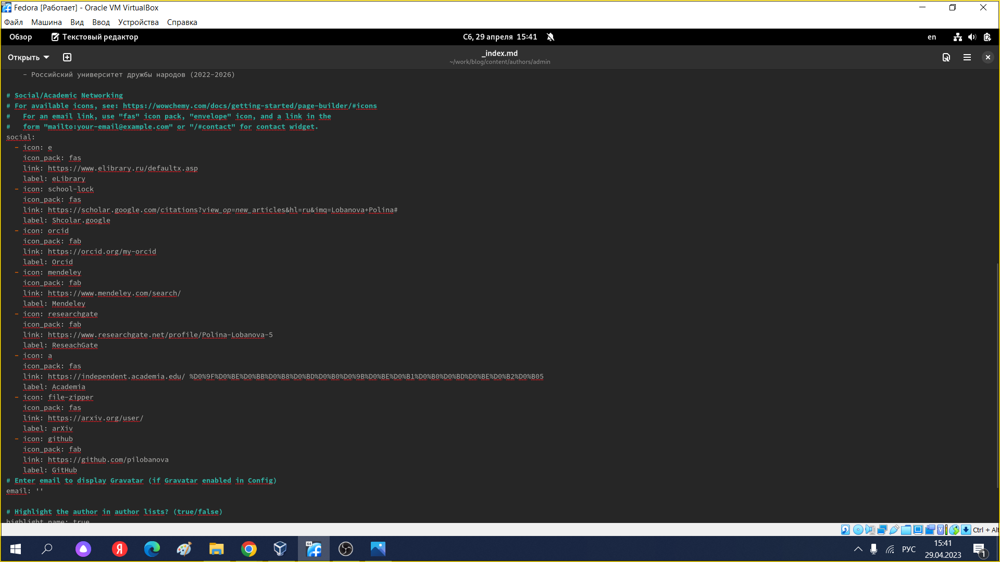 Fedora [Работает] - Oracle VM VirtualBox
Файл Машина Вид Ввод Устройства Справка
Обзор Текстовый редактор Сб, 29 апреля 15:41 en
Открыть _index.md
~/work/blog/content/authors/admin
- Российский университет дружбы народов (2022-2026)
# Social/Academic Networking
# For available icons, see: https://wowchemy.com/docs/getting-started/page-builder/#icons
#   For an email link, use "fas" icon pack, "envelope" icon, and a link in the
#   form "mailto:your-email@example.com" or "/#contact" for contact widget.
social:
  - icon: e
    icon_pack: fas
    link: https://www.elibrary.ru/defaultx.asp
    label: eLibrary
  - icon: school-lock
    icon_pack: fas
    link: https://scholar.google.com/citations?view_op=new_articles&hl=ru&imq=Lobanova+Polina#
    label: Shcolar.google
  - icon: orcid
    icon_pack: fab
    link: https://orcid.org/my-orcid
    label: Orcid
  - icon: mendeley
    icon_pack: fab
    link: https://www.mendeley.com/search/
    label: Mendeley
  - icon: researchgate
    icon_pack: fab
    link: https://www.researchgate.net/profile/Polina-Lobanova-5
    label: ReseachGate
  - icon: a
    icon_pack: fas
    link: https://independent.academia.edu/ %D0%9F%D0%BE%D0%BB%D0%B8%D0%BD%D0%B0%D0%9B%D0%BE%D0%B1%D0%B0%D0%BD%D0%BE%D0%B2%D0%B05
    label: Academia
  - icon: file-zipper
    icon_pack: fas
    link: https://arxiv.org/user/
    label: arXiv
  - icon: github
    icon_pack: fab
    link: https://github.com/pilobanova
    label: GitHub
# Enter email to display Gravatar (if Gravatar enabled in Config)
email: ''
# Highlight the author in author lists? (true/false)
highlight_name: true
Ctrl + Alt
64
РУС 15:41
29.04.2023 1